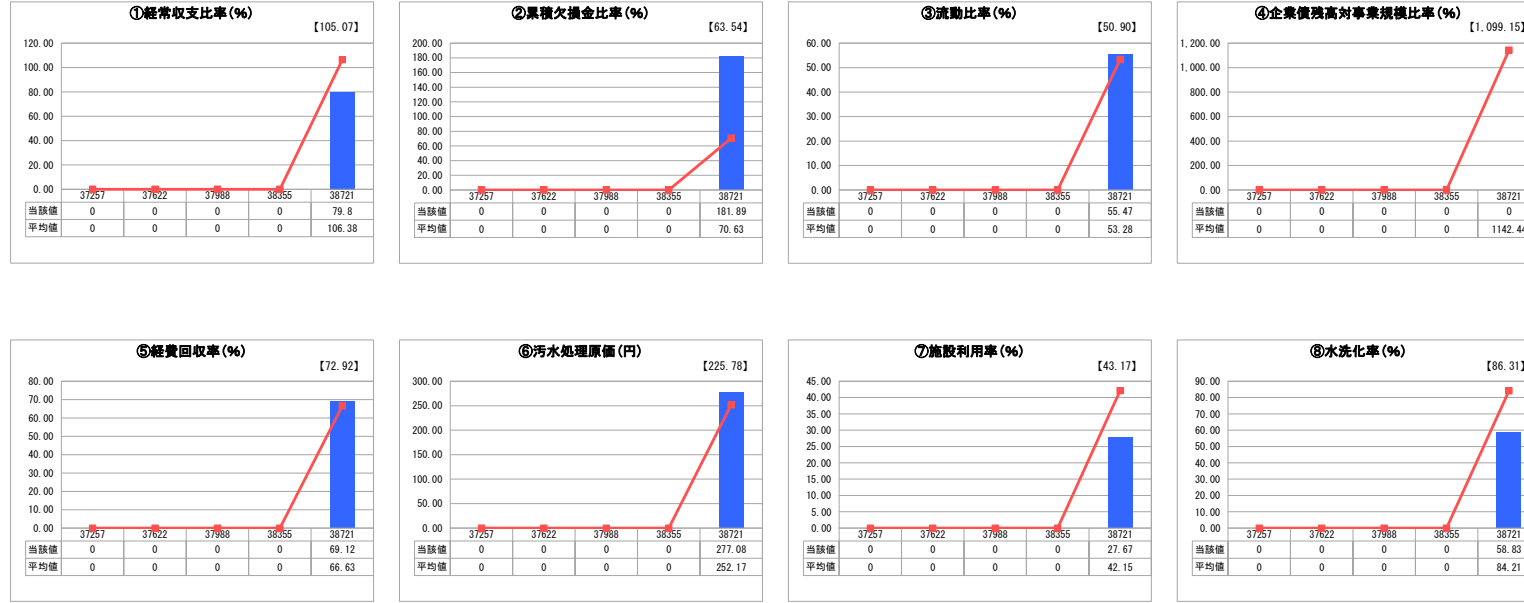 ①経常収支比率(%)
【105.07】
120.00
100.00
80.00
60.00
40.00
20.00
0.00
37257 37622 37988 38355 38721
当該値 0 0 0 0 79.8
平均値 0 0 0 0 106.38
②累積欠損金比率(%)
【63.54】
200.00
180.00
160.00
140.00
120.00
100.00
80.00
60.00
40.00
20.00
0.00
37257 37622 37988 38355 38721
当該値 0 0 0 0 181.89
平均値 0 0 0 0 70.63
③流動比率(%)
【50.90】
60.00
50.00
40.00
30.00
20.00
10.00
0.00
37257 37622 37988 38355 38721
当該値 0 0 0 0 55.47
平均値 0 0 0 0 53.28
④企業債残高対事業規模比率(%)
【1,099.15】
1,200.00
1,000.00
800.00
600.00
400.00
200.00
0.00
37257 37622 37988 38355 38721
当該値 0 0 0 0 0
平均値 0 0 0 0 1142.44
⑤経費回収率(%)
【72.92】
80.00
70.00
60.00
50.00
40.00
30.00
20.00
10.00
0.00
37257 37622 37988 38355 38721
当該値 0 0 0 0 69.12
平均値 0 0 0 0 66.63
⑥汚水処理原価(円)
【225.78】
300.00
250.00
200.00
150.00
100.00
50.00
0.00
37257 37622 37988 38355 38721
当該値 0 0 0 0 277.08
平均値 0 0 0 0 252.17
⑦施設利用率(%)
【43.17】
45.00
40.00
35.00
30.00
25.00
20.00
15.00
10.00
5.00
0.00
37257 37622 37988 38355 38721
当該値 0 0 0 0 27.67
平均値 0 0 0 0 42.15
⑧水洗化率(%)
【86.31】
90.00
80.00
70.00
60.00
50.00
40.00
30.00
20.00
10.00
0.00
37257 37622 37988 38355 38721
当該値 0 0 0 0 58.83
平均値 0 0 0 0 84.21